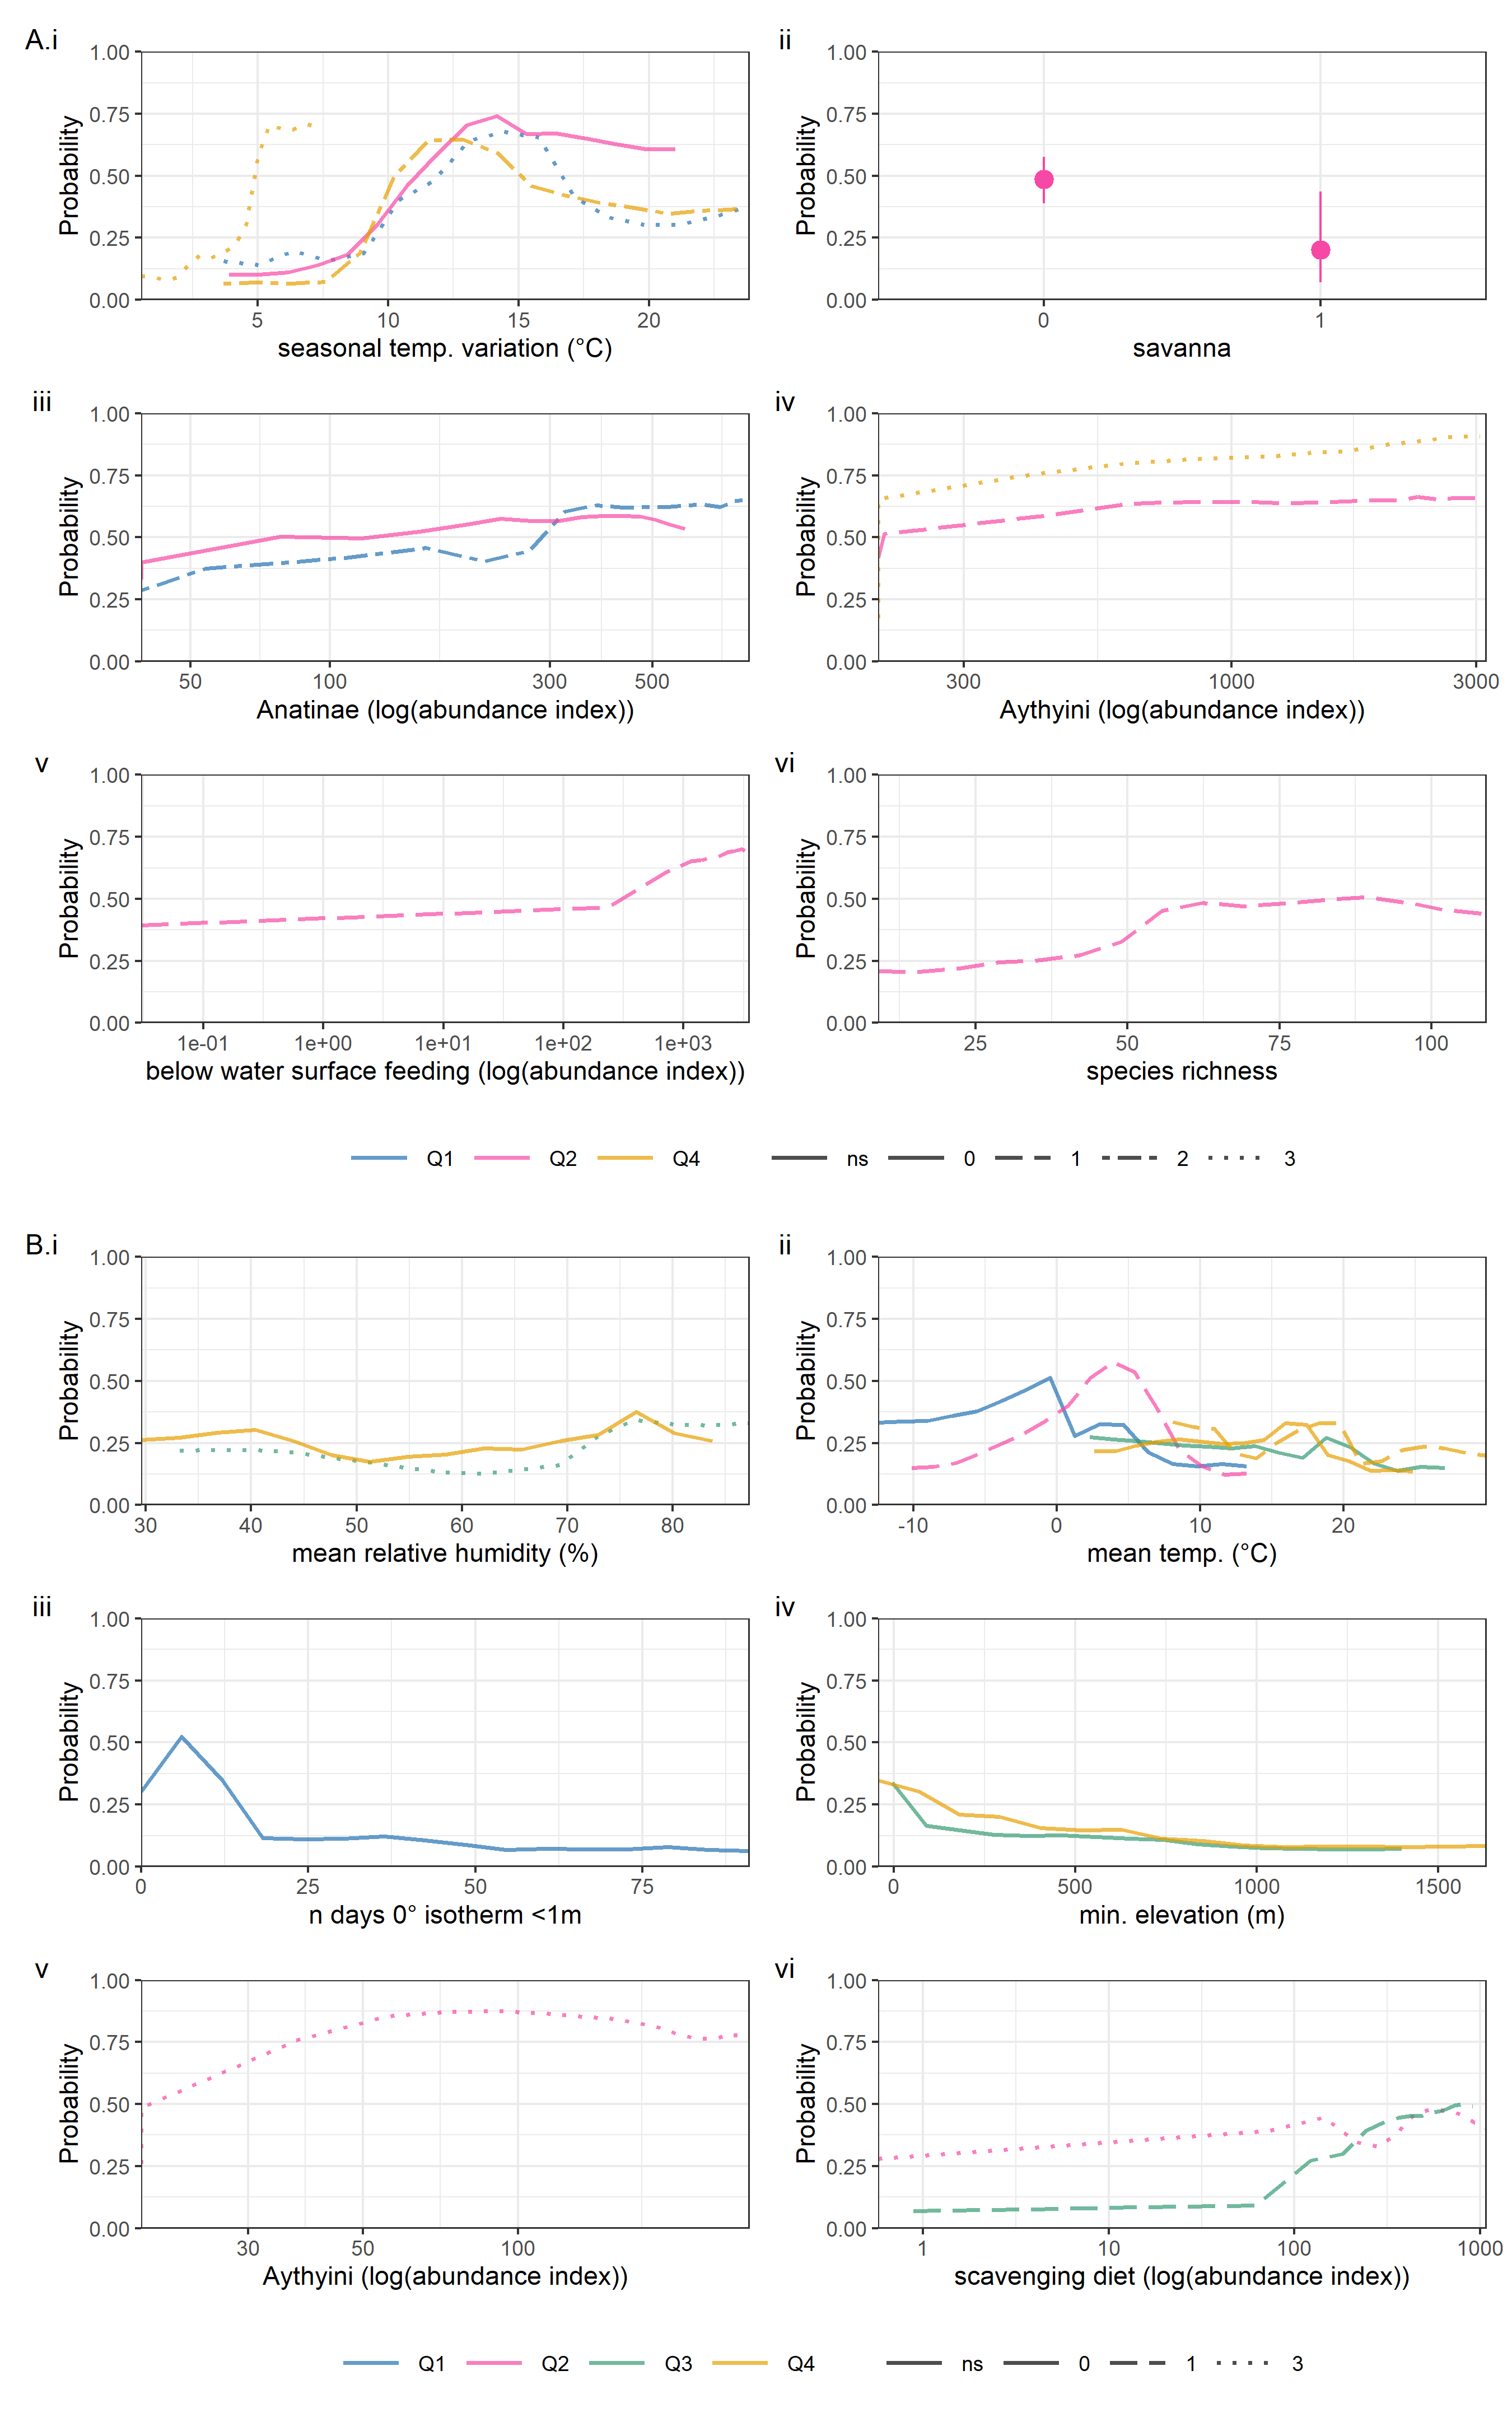 A.i
1.00
0.75
0.50
0.25
0.00
Probability
5 10 15 20
seasonal temp. variation (°C)
ii
1.00
0.75
0.50
0.25
0.00
Probability
0 1
savanna
iii
1.00
0.75
0.50
0.25
0.00
Probability
50 100 300 500
Anatinae (log(abundance index))
iv
1.00
0.75
0.50
0.25
0.00
Probability
300 1000 3000
Aythyini (log(abundance index))
v
1.00
0.75
0.50
0.25
0.00
Probability
1e-01 1e+00 1e+01 1e+02 1e+03
below water surface feeding (log(abundance index))
vi
1.00
0.75
0.50
0.25
0.00
Probability
25 50 75 100
species richness
Q1 Q2 Q4 ns 0 1 2 3
B.i
1.00
0.75
0.50
0.25
0.00
Probability
30 40 50 60 70 80
mean relative humidity (%)
ii
1.00
0.75
0.50
0.25
0.00
Probability
-10 0 10 20
mean temp. (°C)
iii
1.00
0.75
0.50
0.25
0.00
Probability
0 25 50 75
n days 0° isotherm <1m
iv
1.00
0.75
0.50
0.25
0.00
Probability
0 500 1000 1500
min. elevation (m)
v
1.00
0.75
0.50
0.25
0.00
Probability
30 50 100
Aythyini (log(abundance index))
vi
1.00
0.75
0.50
0.25
0.00
Probability
1 10 100 1000
scavenging diet (log(abundance index))
Q1 Q2 Q3 Q4 ns 0 1 3